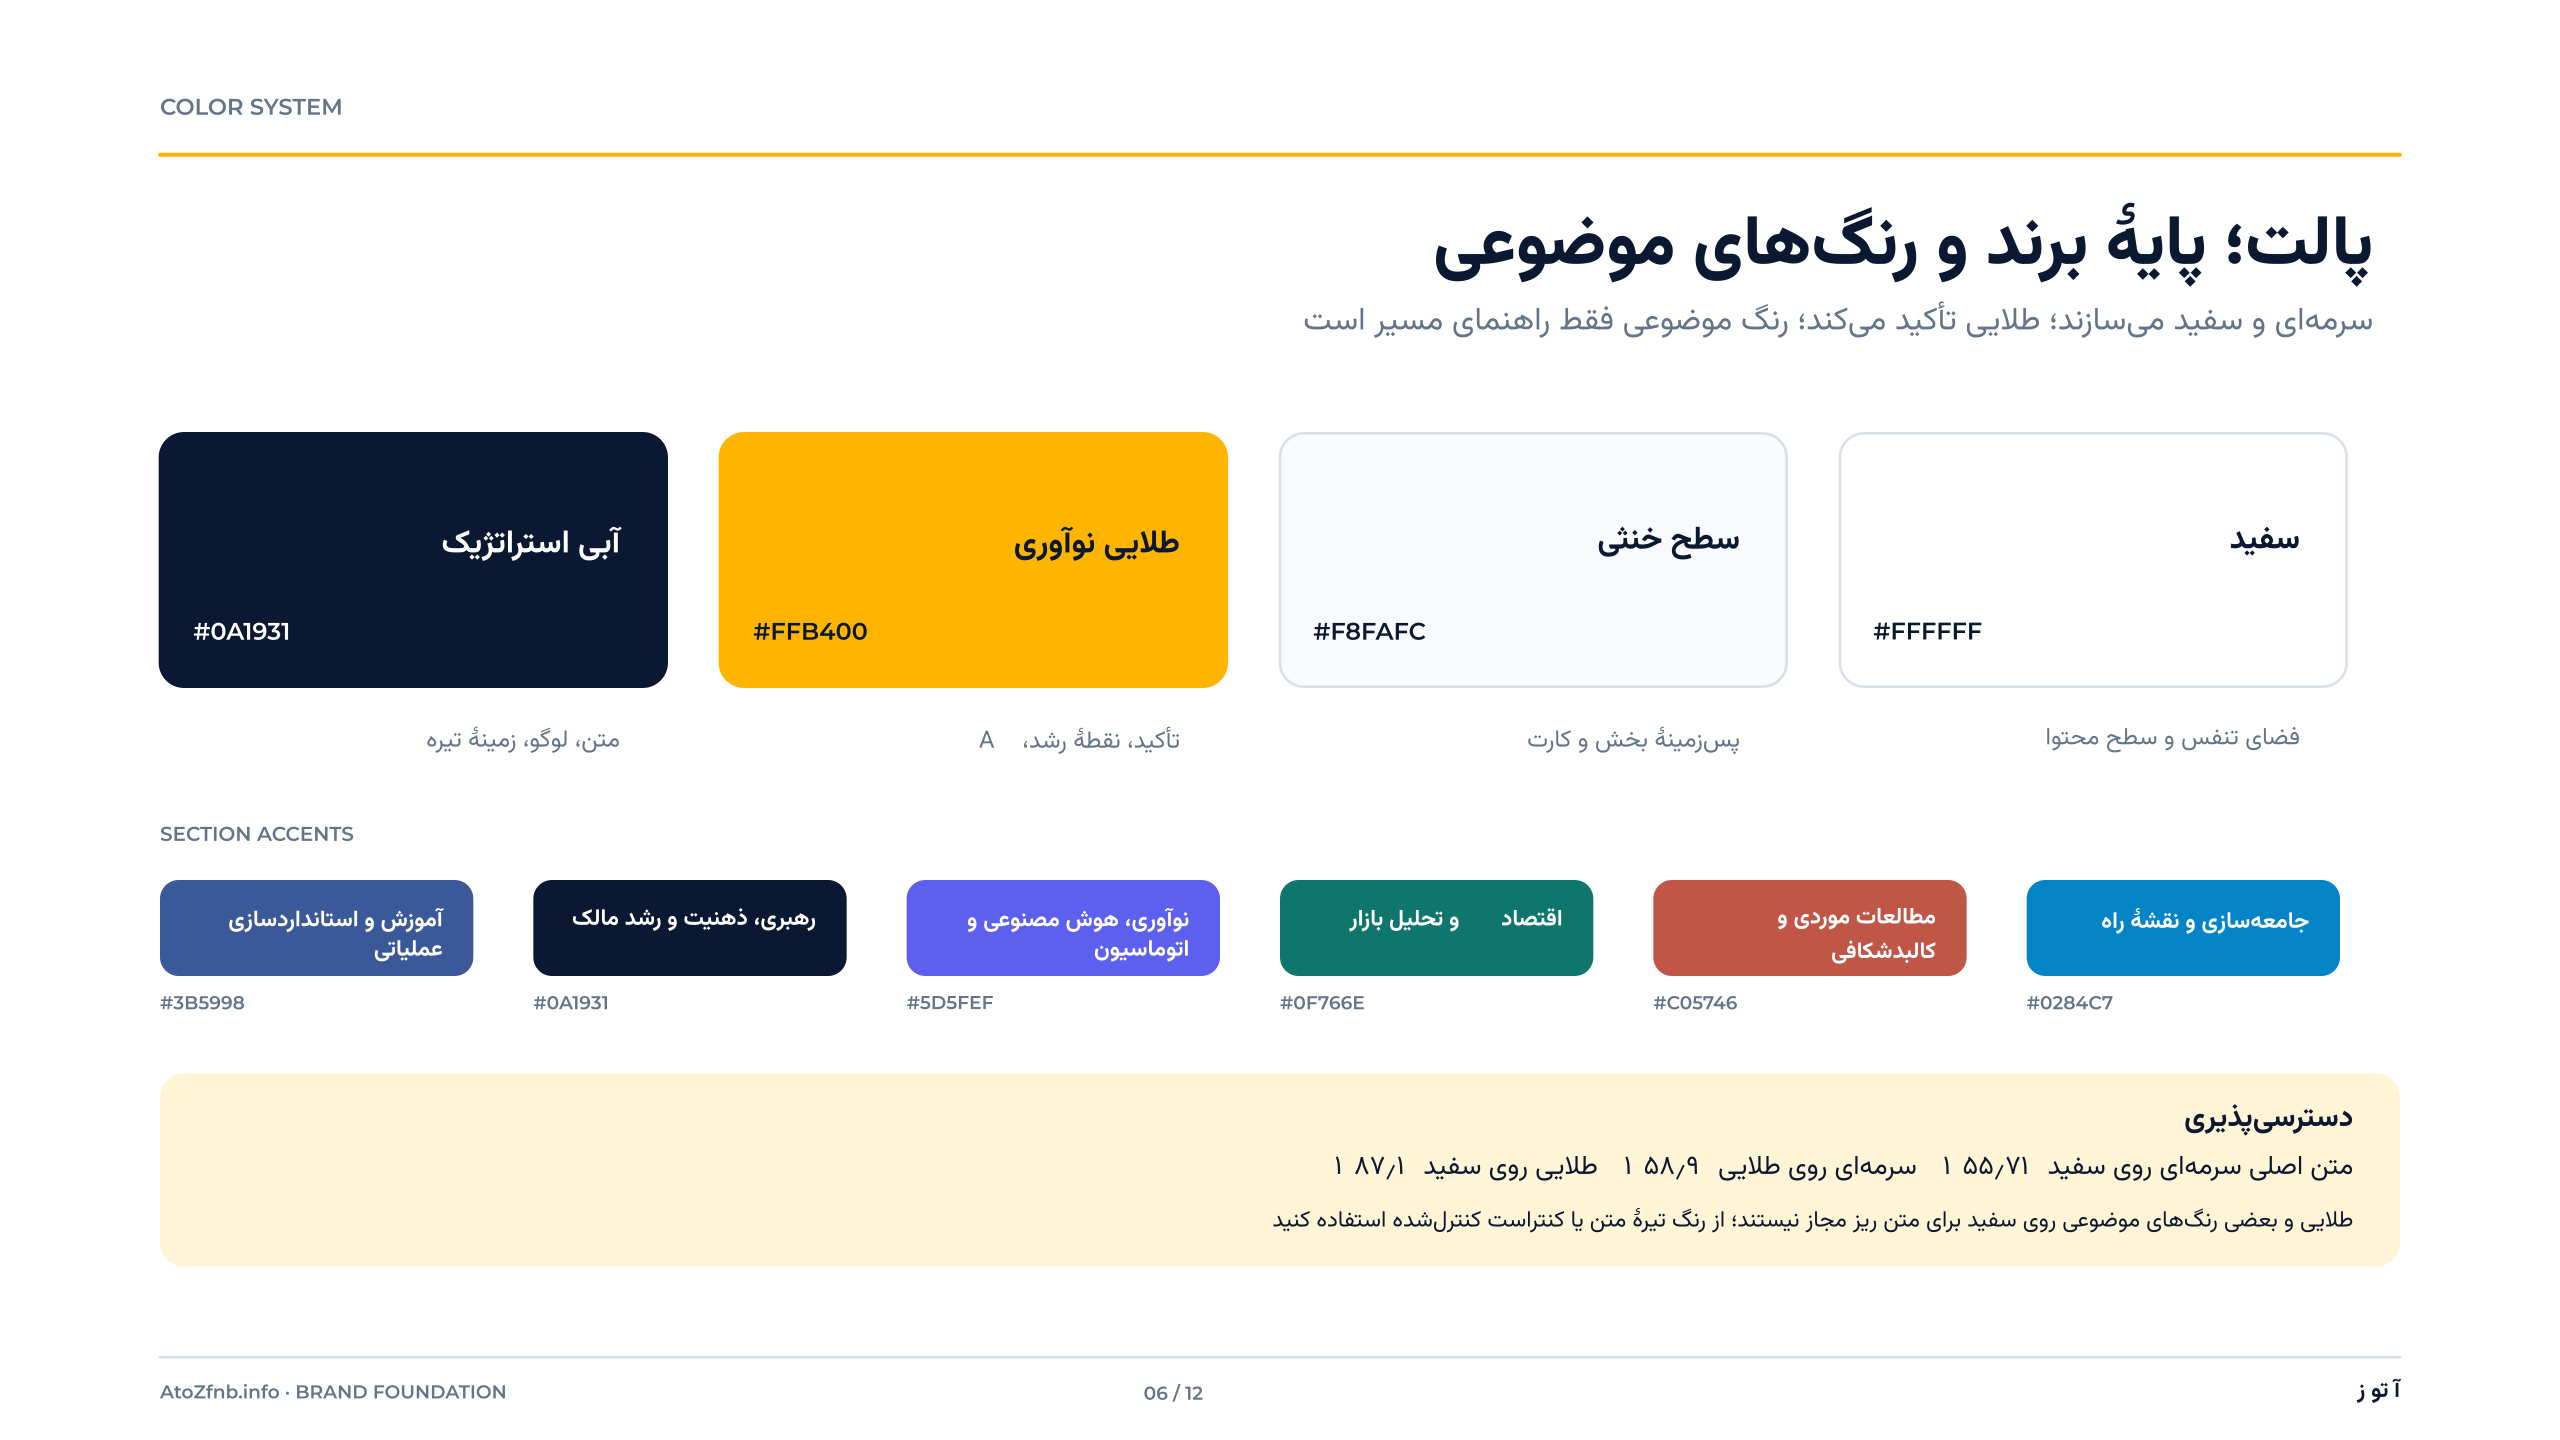 COLOR SYSTEM
پالت؛ پایهٔ برند و رنگ‌های موضوعی
سرمه‌ای و سفید می‌سازند؛ طلایی تأکید می‌کند؛ رنگ موضوعی فقط راهنمای مسیر است
آبی استراتژیک
#0A1931
متن، لوگو، زمینهٔ تیره
طلایی نوآوری
#FFB400
تأکید، نقطهٔ رشد، A
سطح خنثی
#F8FAFC
پس‌زمینهٔ بخش و کارت
سفید
#FFFFFF
فضای تنفس و سطح محتوا
SECTION ACCENTS
آموزش و استانداردسازی
عملیاتی
#3B5998
رهبری، ذهنیت و رشد مالک
#0A1931
نوآوری، هوش مصنوعی و
اتوماسیون
#5D5FEF
اقتصاد و تحلیل بازار
#0F766E
مطالعات موردی و
کالبدشکافی
#C05746
جامعه‌سازی و نقشهٔ راه
#0284C7
دسترسی‌پذیری
متن اصلی سرمه‌ای روی سفید ۵۵٫۷۱ ۱ سرمه‌ای روی طلایی ۵۸٫۹ ۱ طلایی روی سفید ۸۷٫۱ ۱
طلایی و بعضی رنگ‌های موضوعی روی سفید برای متن ریز مجاز نیستند؛ از رنگ تیرهٔ متن یا کنتراست کنترل‌شده استفاده کنید
AtoZfnb.info · BRAND FOUNDATION
06 / 12
آ تو ز